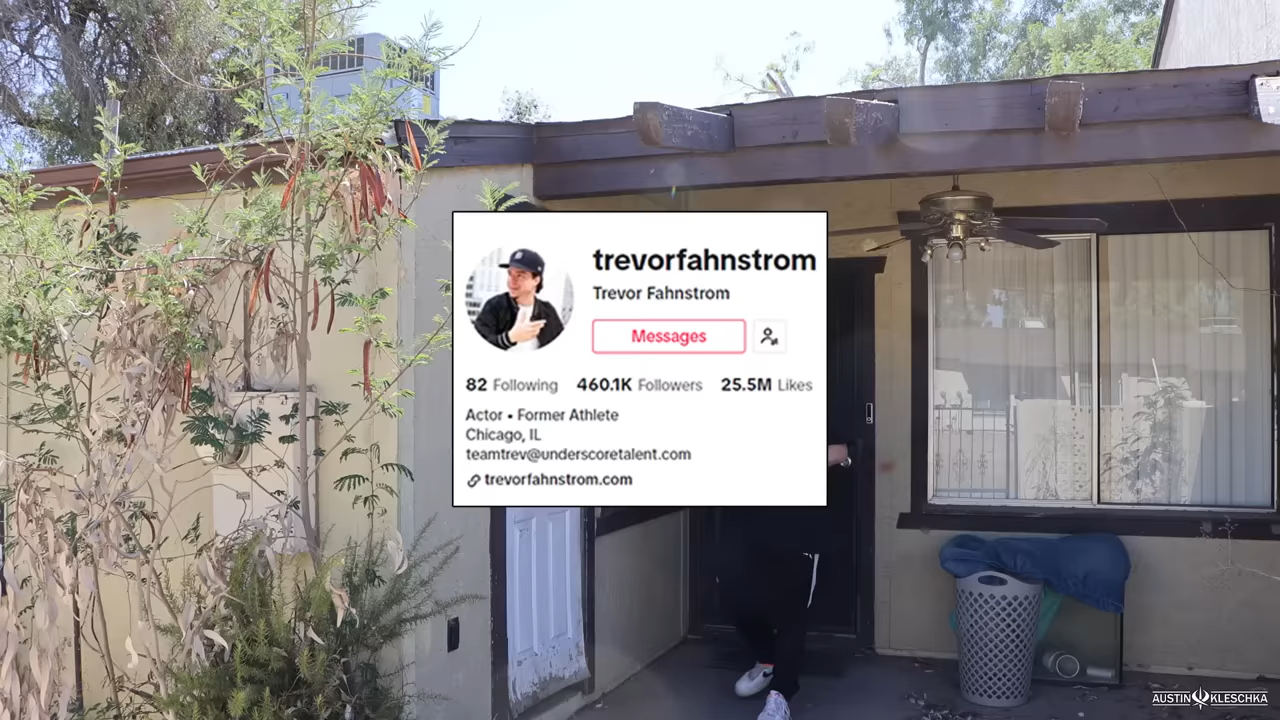 trevorfahnstrom
Trevor Fahnstrom
Messages
82 Following 460.1K Followers 25.5M Likes
Actor • Former Athlete
Chicago, IL
teamtrev@underscoretalent.com
trevorfahnstrom.com
AUSTIN KLESCHKA